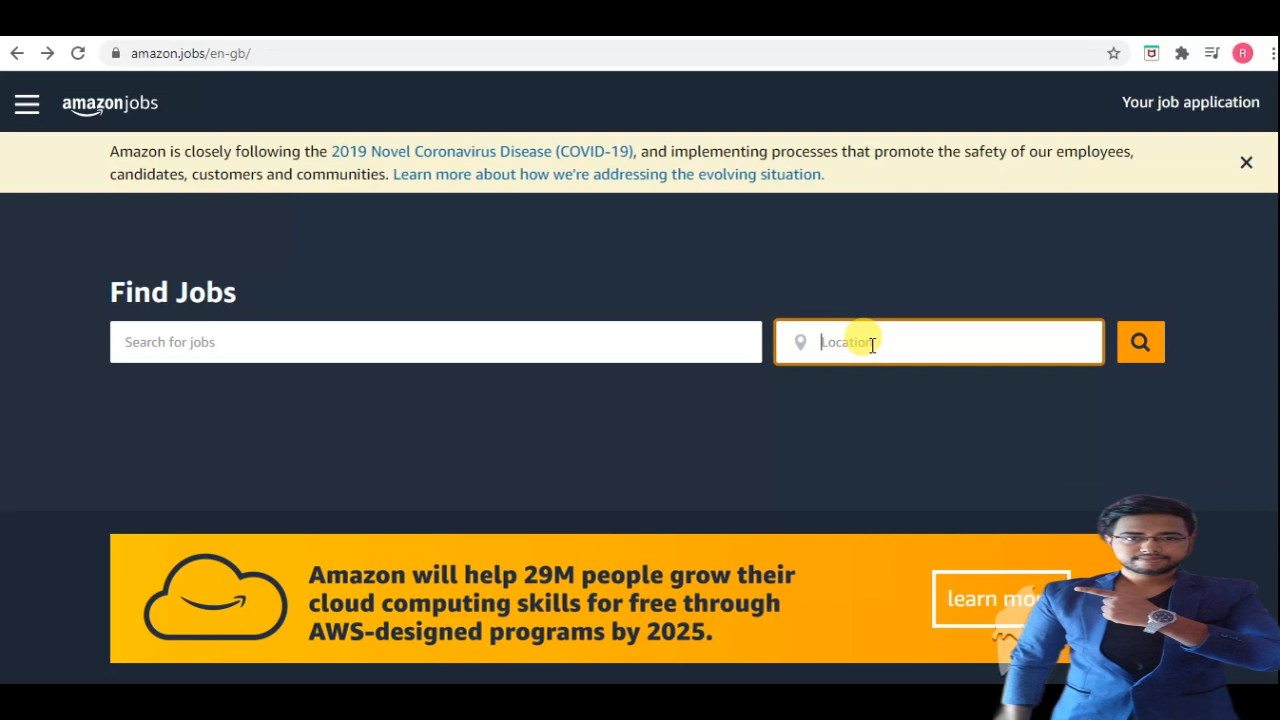 amazon.jobs/en-gb/
R
amazonjobs
Your job application
Amazon is closely following the 2019 Novel Coronavirus Disease (COVID-19), and implementing processes that promote the safety of our employees,
candidates, customers and communities. Learn more about how we're addressing the evolving situation.
Find Jobs
Search for jobs
Location
Amazon will help 29M people grow their
cloud computing skills for free through
AWS-designed programs by 2025.
learn mo